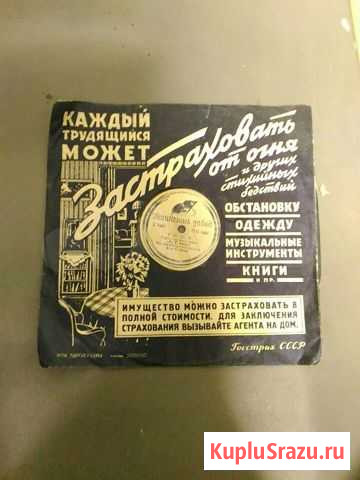 КАЖДЫЙ
ТРУДЯЩИЙСЯ
МОЖЕТ
Застраховать
от огня
и других
стихийных
бедствий
ОБСТАНОВКУ
ОДЕЖДУ
МУЗЫКАЛЬНЫЕ
ИНСТРУМЕНТЫ
КНИГИ
И ПР.
ИМУЩЕСТВО МОЖНО ЗАСТРАХОВАТЬ В
ПОЛНОЙ СТОИМОСТИ. ДЛЯ ЗАКЛЮЧЕНИЯ
СТРАХОВАНИЯ ВЫЗЫВАЙТЕ АГЕНТА НА ДОМ.
Госстрах СССР
KupluSrazu.ru